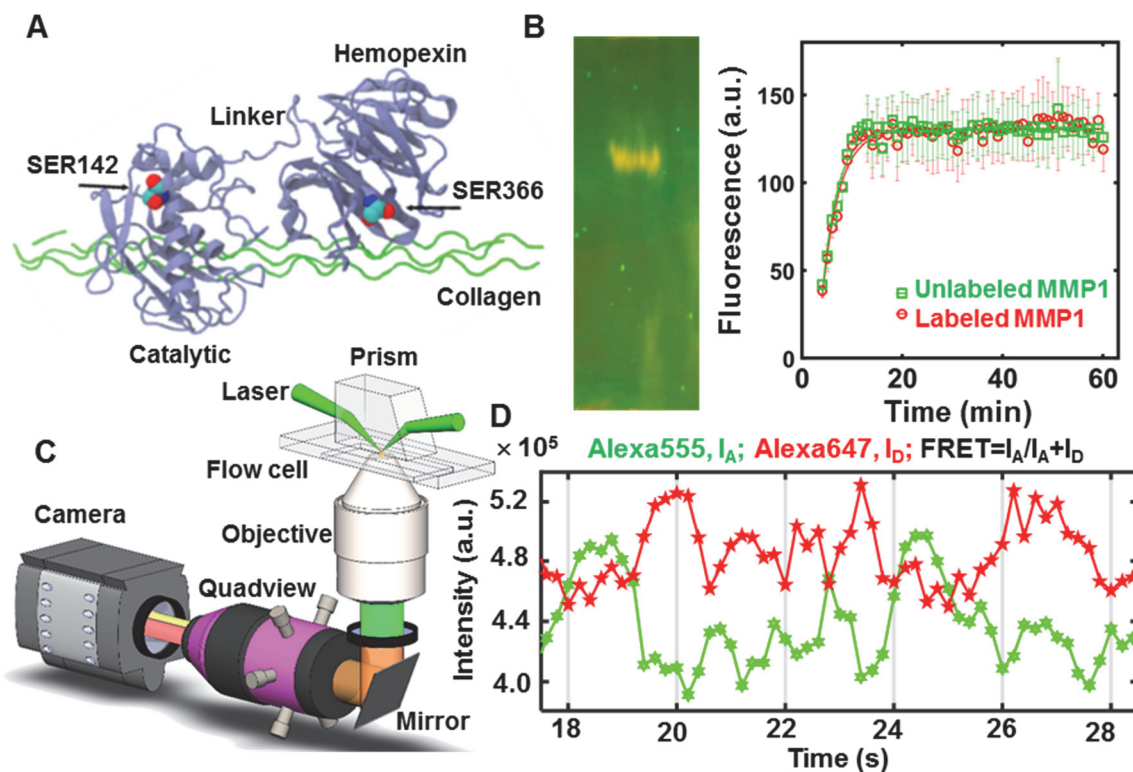 A
Hemopexin
Linker
SER142
SER366
Collagen
Catalytic
B
Fluorescence (a.u.)
150
100
50
0
Unlabeled MMP1
Labeled MMP1
0 20 40 60
Time (min)
C
Prism
Laser
Flow cell
Objective
Camera
Quadview
Mirror
D
× 10⁵ Alexa555, I_A; Alexa647, I_D; FRET=I_A/I_A+I_D
Intensity (a.u.)
5.2
4.8
4.4
4.0
18 20 22 24 26 28
Time (s)